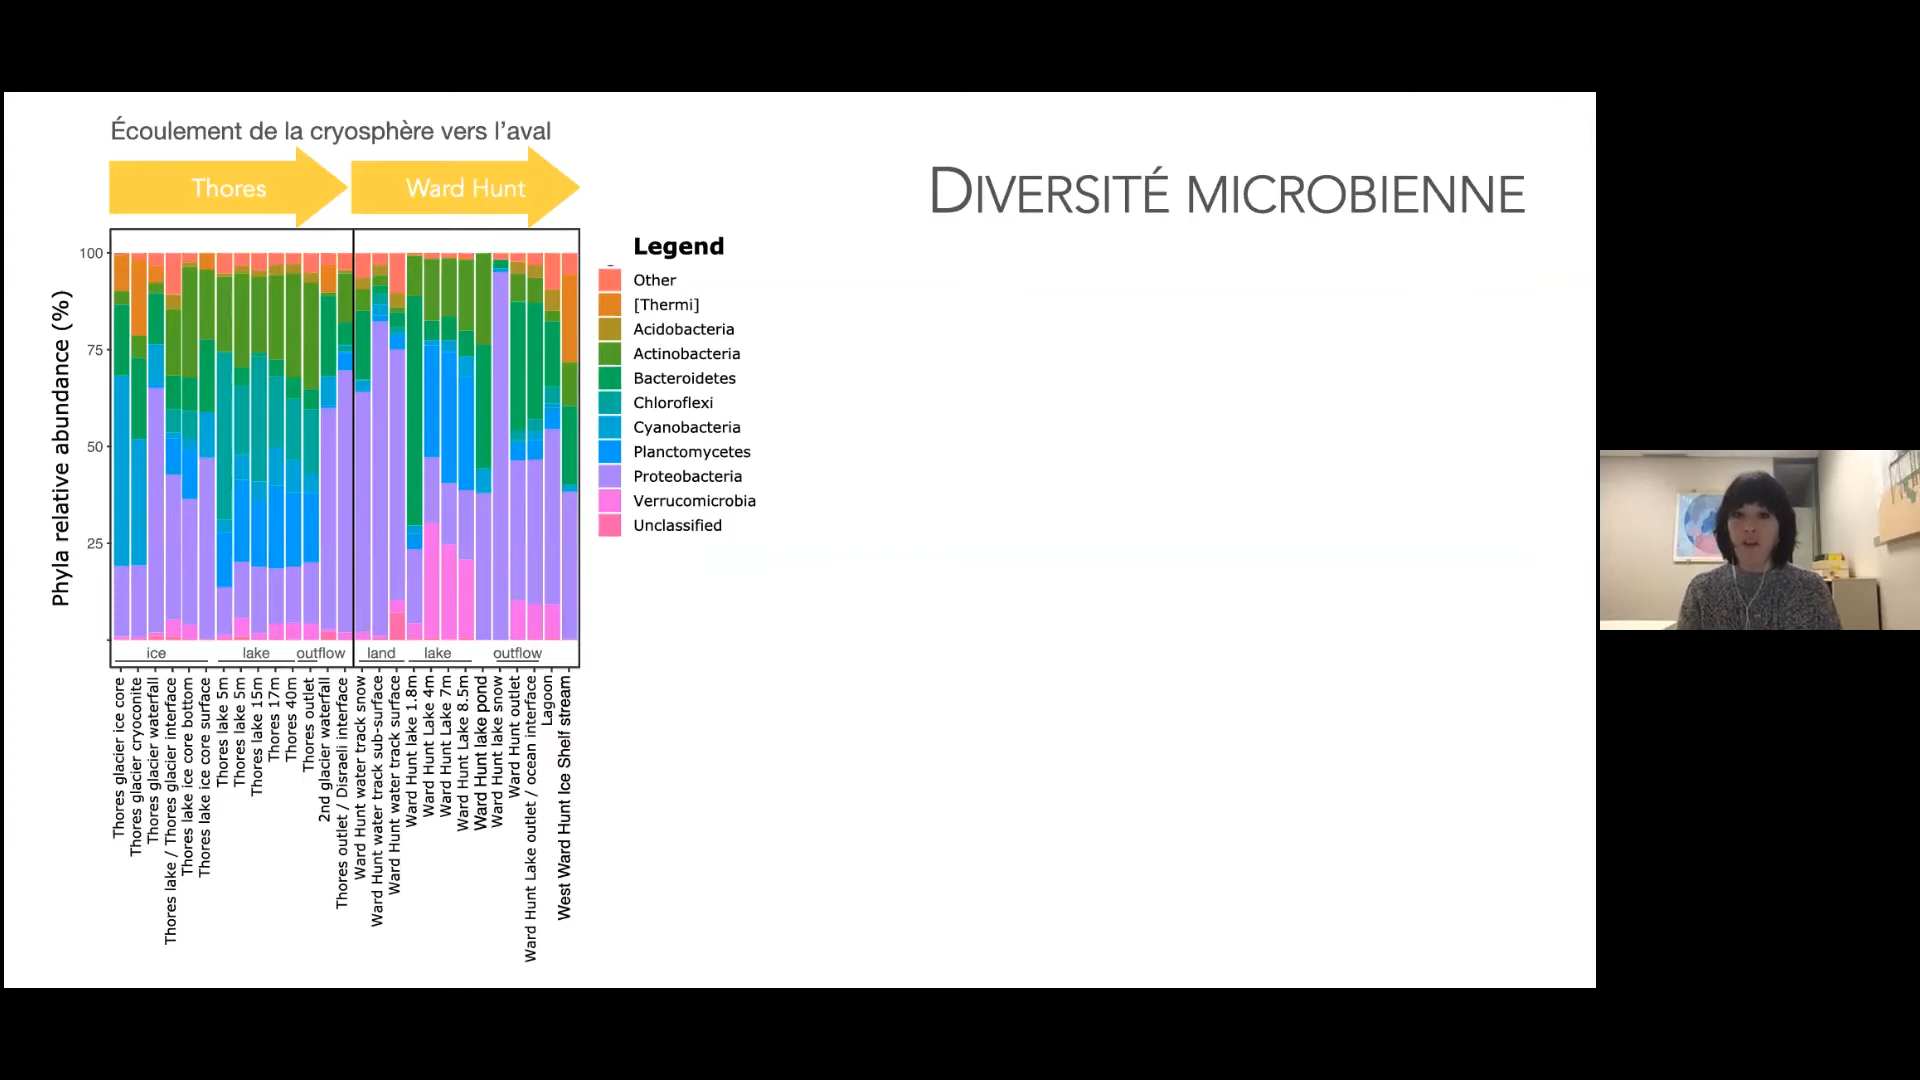 Écoulement de la cryosphère vers l’aval
Thores
Ward Hunt
DIVERSITÉ MICROBIENNE
Phyla relative abundance (%)
100
75
50
25
ice
lake
outflow
land
lake
outflow
Thores glacier ice core
Thores glacier cryoconite
Thores glacier waterfall
Thores lake / Thores glacier interface
Thores lake ice core bottom
Thores lake ice core surface
Thores lake 5m
Thores lake 5m
Thores lake 15m
Thores 17m
Thores 40m
Thores outlet
2nd glacier waterfall
Thores outlet / Disraeli interface
Ward Hunt water track snow
Ward Hunt water track sub-surface
Ward Hunt water track surface
Ward Hunt lake 1.8m
Ward Hunt Lake 4m
Ward Hunt Lake 7m
Ward Hunt Lake 8.5m
Ward Hunt lake pond
Ward Hunt lake snow
Ward Hunt outlet
Ward Hunt Lake outlet / ocean interface
Lagoon
West Ward Hunt Ice Shelf stream
Legend
Other
[Thermi]
Acidobacteria
Actinobacteria
Bacteroidetes
Chloroflexi
Cyanobacteria
Planctomycetes
Proteobacteria
Verrucomicrobia
Unclassified